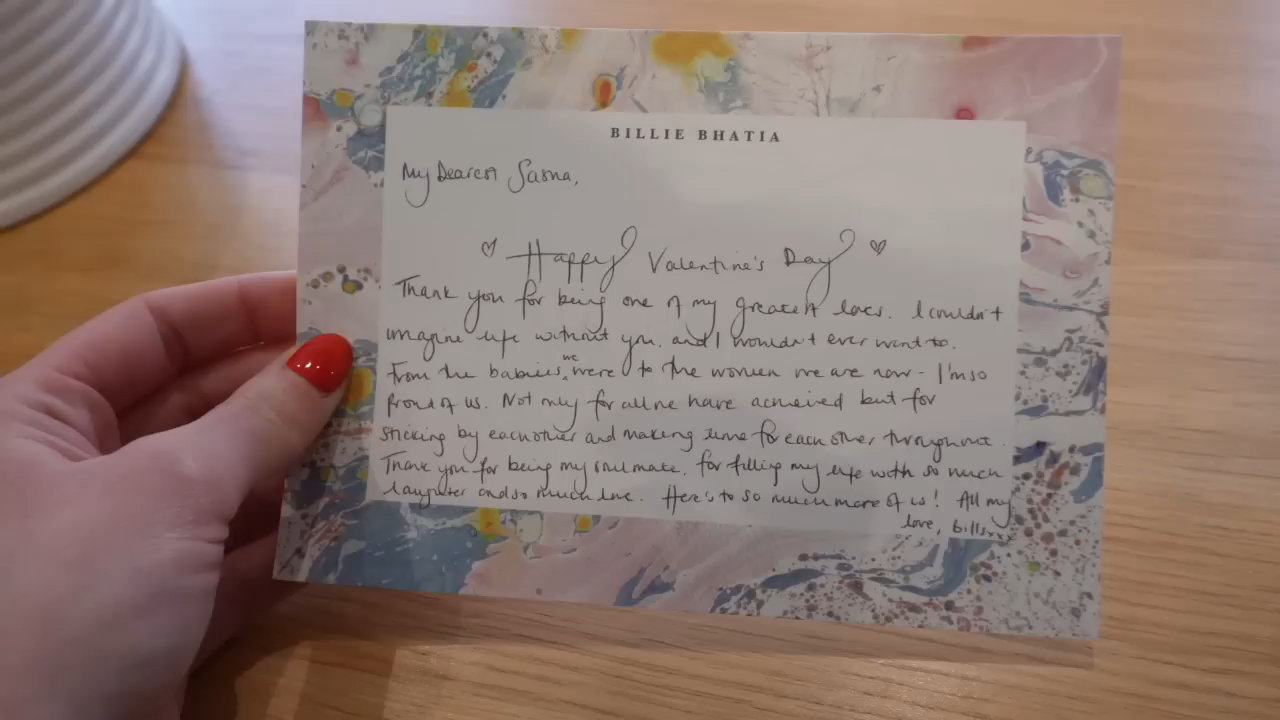 BILLIE BHATIA
My Dearest Sasha,
♡ Happy Valentine's Day ♡
Thank you for being one of my greatest loves. I couldn't
imagine life without you, and I wouldn't ever want to.
From the babies we were to the women we are now - I'm so
proud of us. Not only for all we have achieved but for
sticking by eachother and making time for each other throughout.
Thank you for being my soulmate, for filling my life with so much
laughter and so much love. Here's to so much more of us! All my
love, Billsxxx